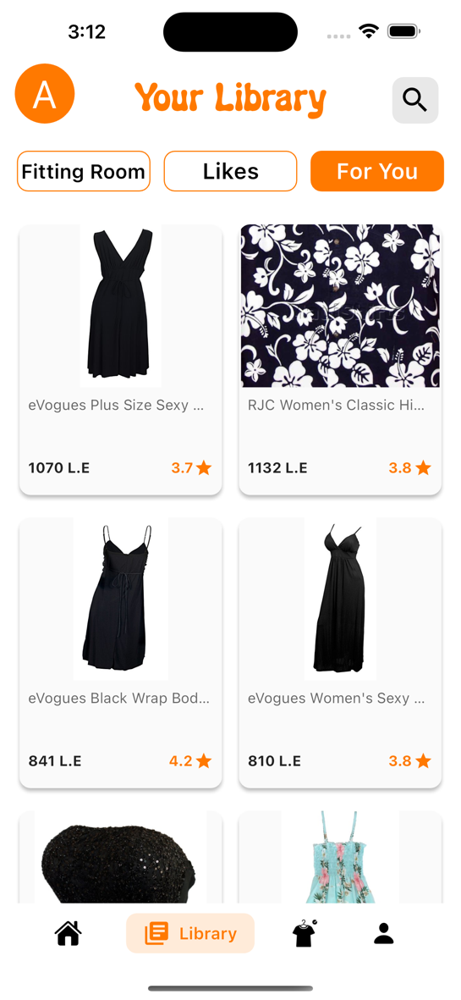 3:12
A
Your Library
Fitting Room
Likes
For You
eVogues Plus Size Sexy ...
RJC Women's Classic Hi...
1070 L.E
3.7
1132 L.E
3.8
eVogues Black Wrap Bod...
eVogues Women's Sexy ...
841 L.E
4.2
810 L.E
3.8
Library